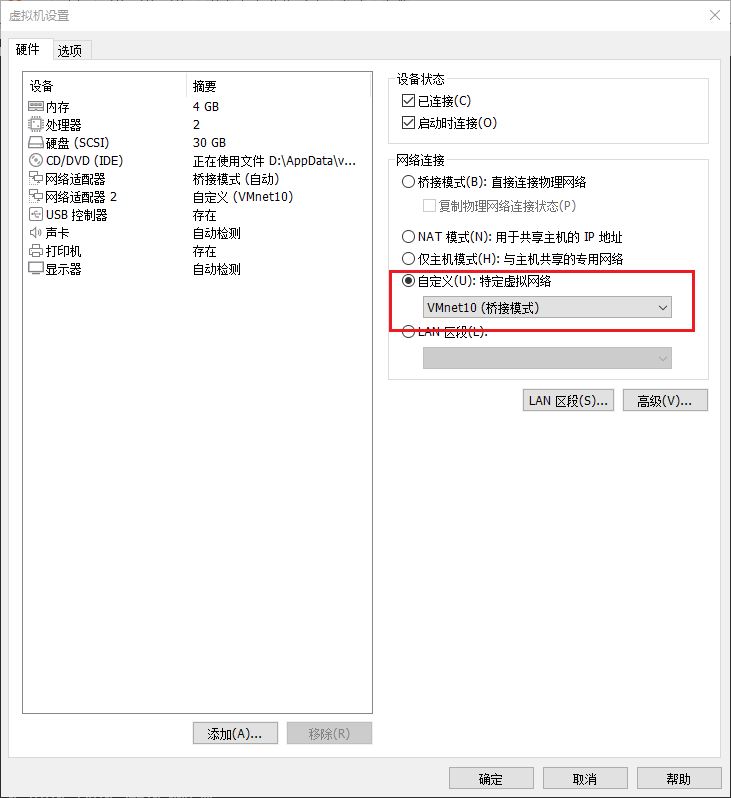 虚拟机设置
硬件 选项
设备 摘要
内存 4 GB
处理器 2
硬盘 (SCSI) 30 GB
CD/DVD (IDE) 正在使用文件 D:\AppData\v...
网络适配器 桥接模式 (自动)
网络适配器 2 自定义 (VMnet10)
USB 控制器 存在
声卡 自动检测
打印机 存在
显示器 自动检测
添加(A)... 移除(R)
设备状态
已连接(C)
启动时连接(O)
网络连接
桥接模式(B): 直接连接物理网络
复制物理网络连接状态(P)
NAT 模式(N): 用于共享主机的 IP 地址
仅主机模式(H): 与主机共享的专用网络
自定义(U): 特定虚拟网络
VMnet10 (桥接模式)
LAN 区段(L):
LAN 区段(S)... 高级(V)...
确定 取消 帮助